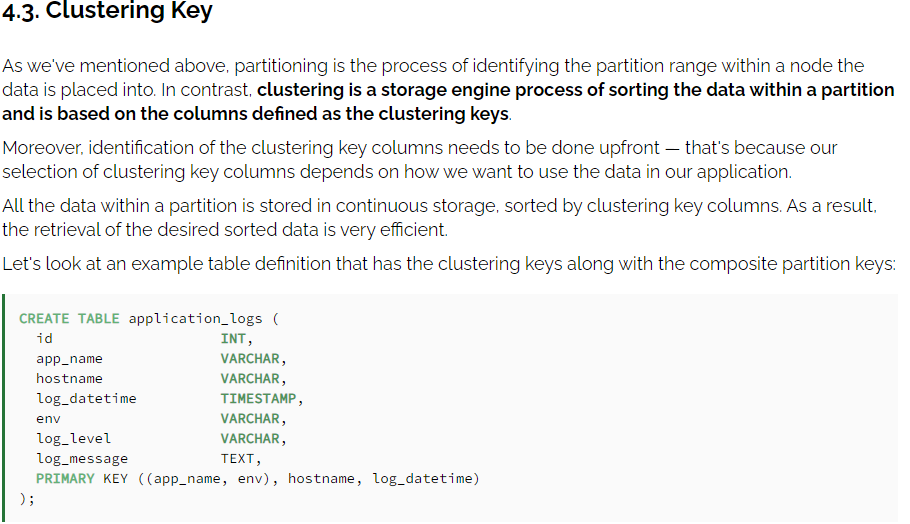 4.3. Clustering Key
As we've mentioned above, partitioning is the process of identifying the partition range within a node the
data is placed into. In contrast, clustering is a storage engine process of sorting the data within a partition
and is based on the columns defined as the clustering keys.
Moreover, identification of the clustering key columns needs to be done upfront — that's because our
selection of clustering key columns depends on how we want to use the data in our application.
All the data within a partition is stored in continuous storage, sorted by clustering key columns. As a result,
the retrieval of the desired sorted data is very efficient.
Let's look at an example table definition that has the clustering keys along with the composite partition keys:
CREATE TABLE application_logs (
  id                    INT,
  app_name              VARCHAR,
  hostname              VARCHAR,
  log_datetime          TIMESTAMP,
  env                   VARCHAR,
  log_level             VARCHAR,
  log_message           TEXT,
  PRIMARY KEY ((app_name, env), hostname, log_datetime)
);